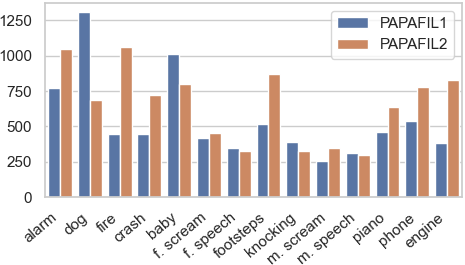 1250
1000
750
500
250
0
PAPAFIL1
PAPAFIL2
alarm
dog
fire
crash
baby
f. scream
f. speech
footsteps
knocking
m. scream
m. speech
piano
phone
engine